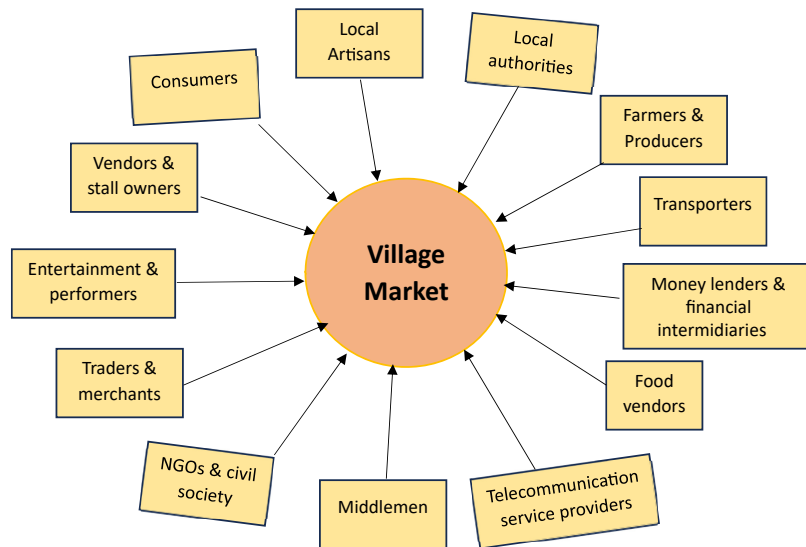 Local
Artisans
Local
authorities
Consumers
Farmers &
Producers
Vendors &
stall owners
Transporters
Village
Market
Entertainment &
performers
Money lenders &
financial
intermidiaries
Traders &
merchants
Food
vendors
NGOs & civil
society
Middlemen
Telecommunication
service providers